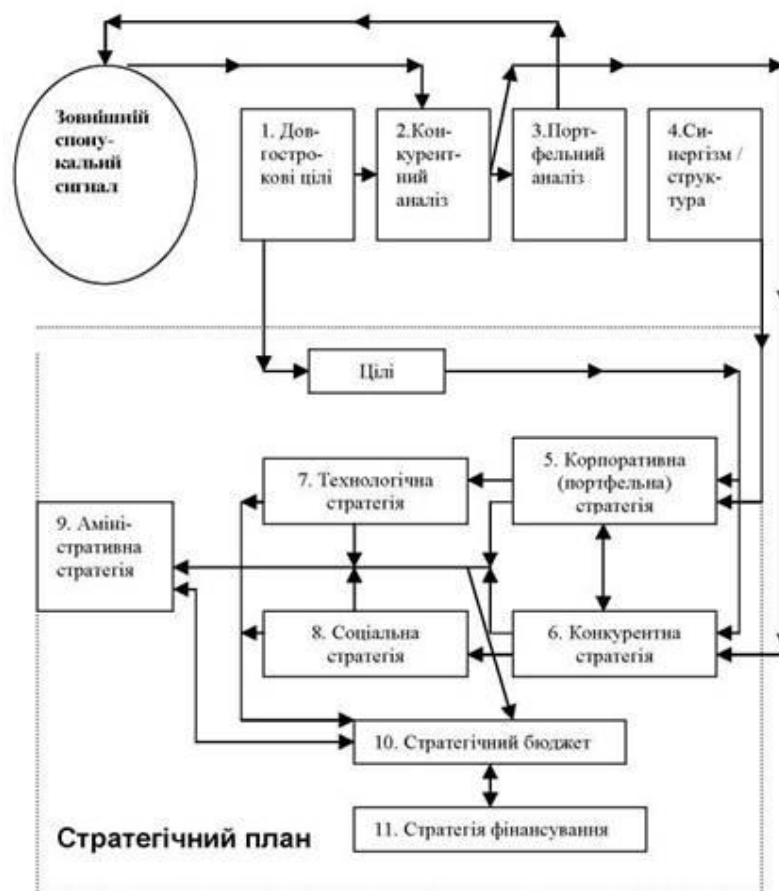 Зовнішній
спону-
кальний
сигнал
1. Дов-
гостро-
кові цілі
2.Кон-
курент-
ний
аналіз
3.Порт-
фельний
аналіз
4.Си-
нергізм /
струк-
тура
Цілі
5. Корпоративна
(портфельна)
стратегія
7. Технологічна
стратегія
9. Аміні-
стративна
стратегія
8. Соціальна
стратегія
6. Конкурентна
стратегія
10. Стратегічний бюджет
11. Стратегія фінансування
Стратегічний план